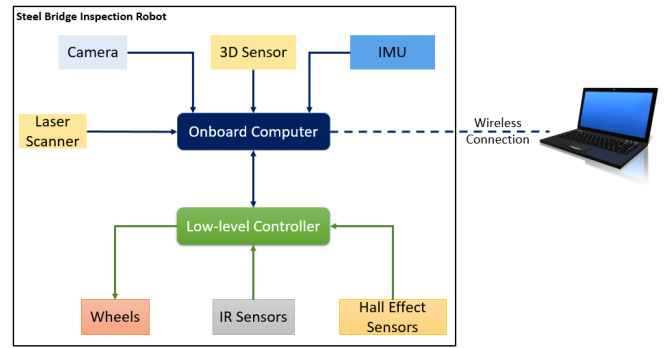 Steel Bridge Inspection Robot
Camera
3D Sensor
IMU
Laser
Scanner
Onboard Computer
Wireless
Connection
Low-level Controller
Wheels
IR Sensors
Hall Effect
Sensors